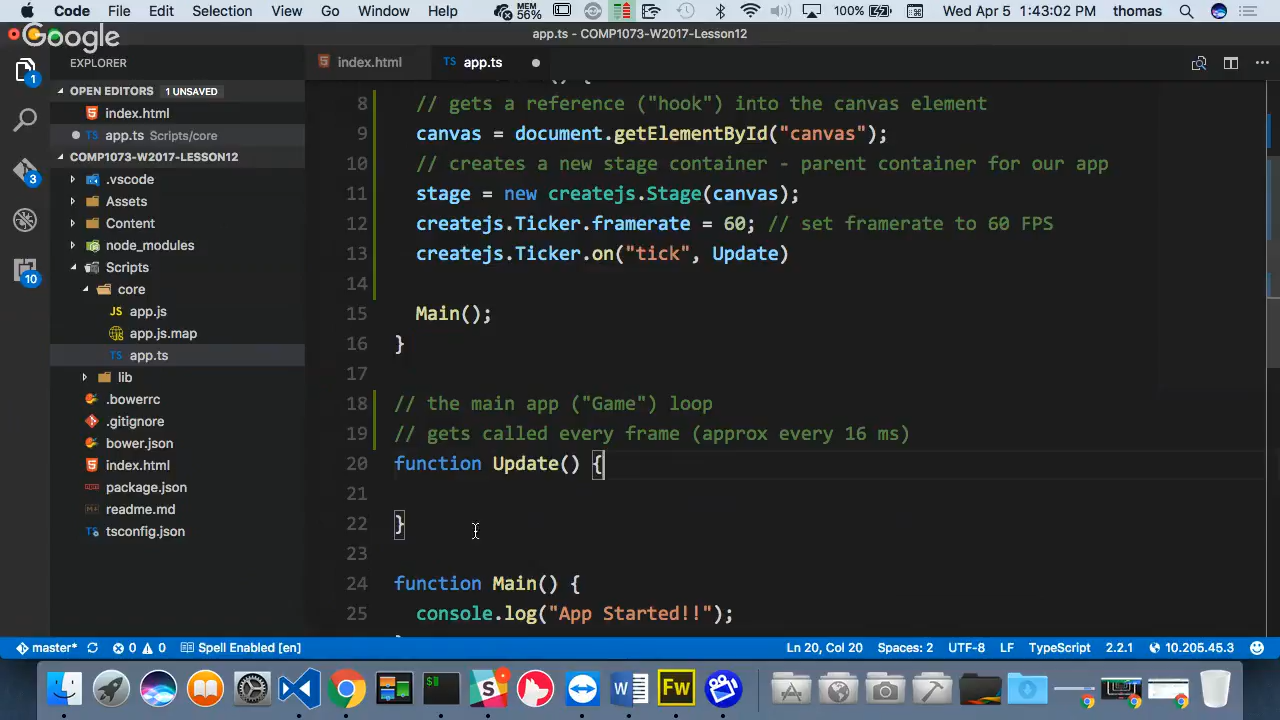 Code File Edit Selection View Go Window Help MEM 56% 100% Wed Apr 5 1:43:02 PM thomas
Google
app.ts - COMP1073-W2017-Lesson12
EXPLORER
index.html
TS app.ts
1
OPEN EDITORS 1 UNSAVED
index.html
TS app.ts Scripts/core
COMP1073-W2017-LESSON12
3
.vscode
Assets
Content
node_modules
10
Scripts
core
JS app.js
app.js.map
TS app.ts
lib
.bowerrc
.gitignore
bower.json
index.html
package.json
readme.md
tsconfig.json
8 // gets a reference ("hook") into the canvas element
9 canvas = document.getElementById("canvas");
10 // creates a new stage container - parent container for our app
11 stage = new createjs.Stage(canvas);
12 createjs.Ticker.framerate = 60; // set framerate to 60 FPS
13 createjs.Ticker.on("tick", Update)
14
15 Main();
16 }
17
18 // the main app ("Game") loop
19 // gets called every frame (approx every 16 ms)
20 function Update() {
21
22 }
23
24 function Main() {
25 console.log("App Started!!");
master* 0 0 Spell Enabled [en] Ln 20, Col 20 Spaces: 2 UTF-8 LF TypeScript 2.2.1 10.205.45.3
Fw